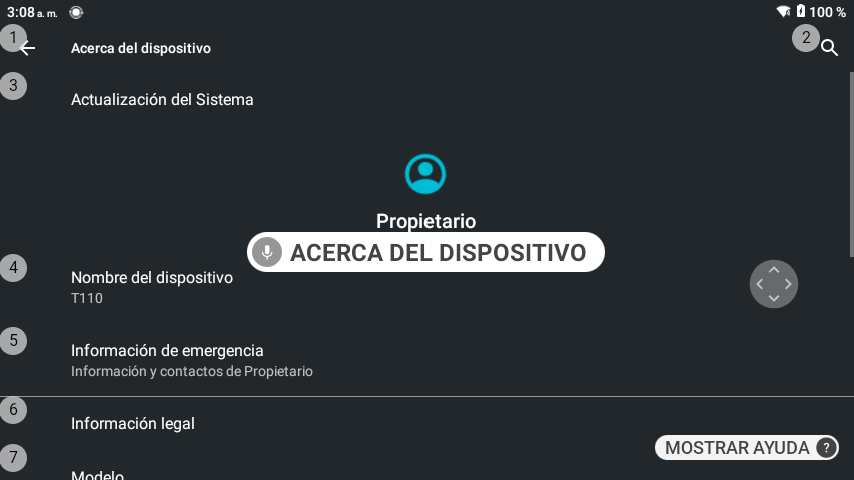 3:08 a. m.
100 %
1
Acerca del dispositivo
2
3
Actualización del Sistema
Propietario
ACERCA DEL DISPOSITIVO
4
Nombre del dispositivo
T110
5
Información de emergencia
Información y contactos de Propietario
6
Información legal
MOSTRAR AYUDA ?
7
Modelo